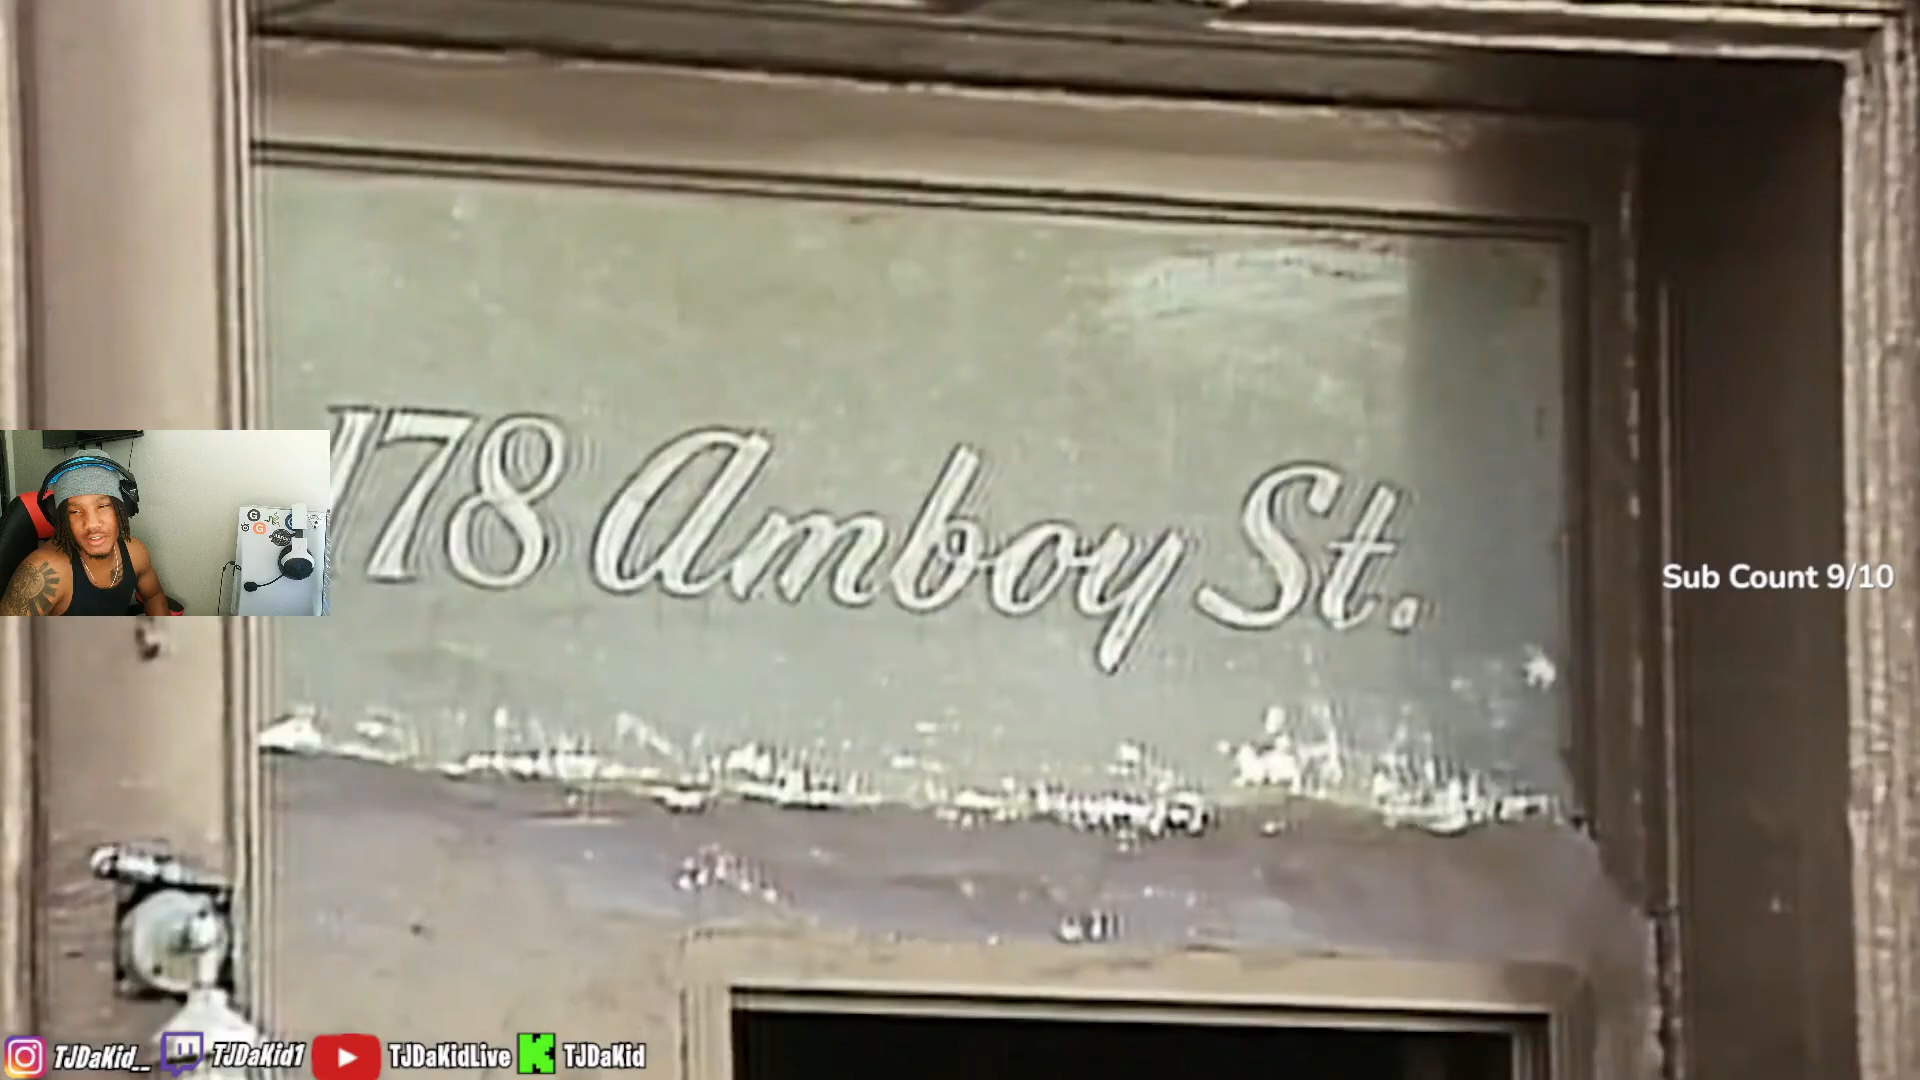 178 Amboy St.
Sub Count 9/10
TJDaKid__ TJDaKid1 TJDaKidLive TJDaKid